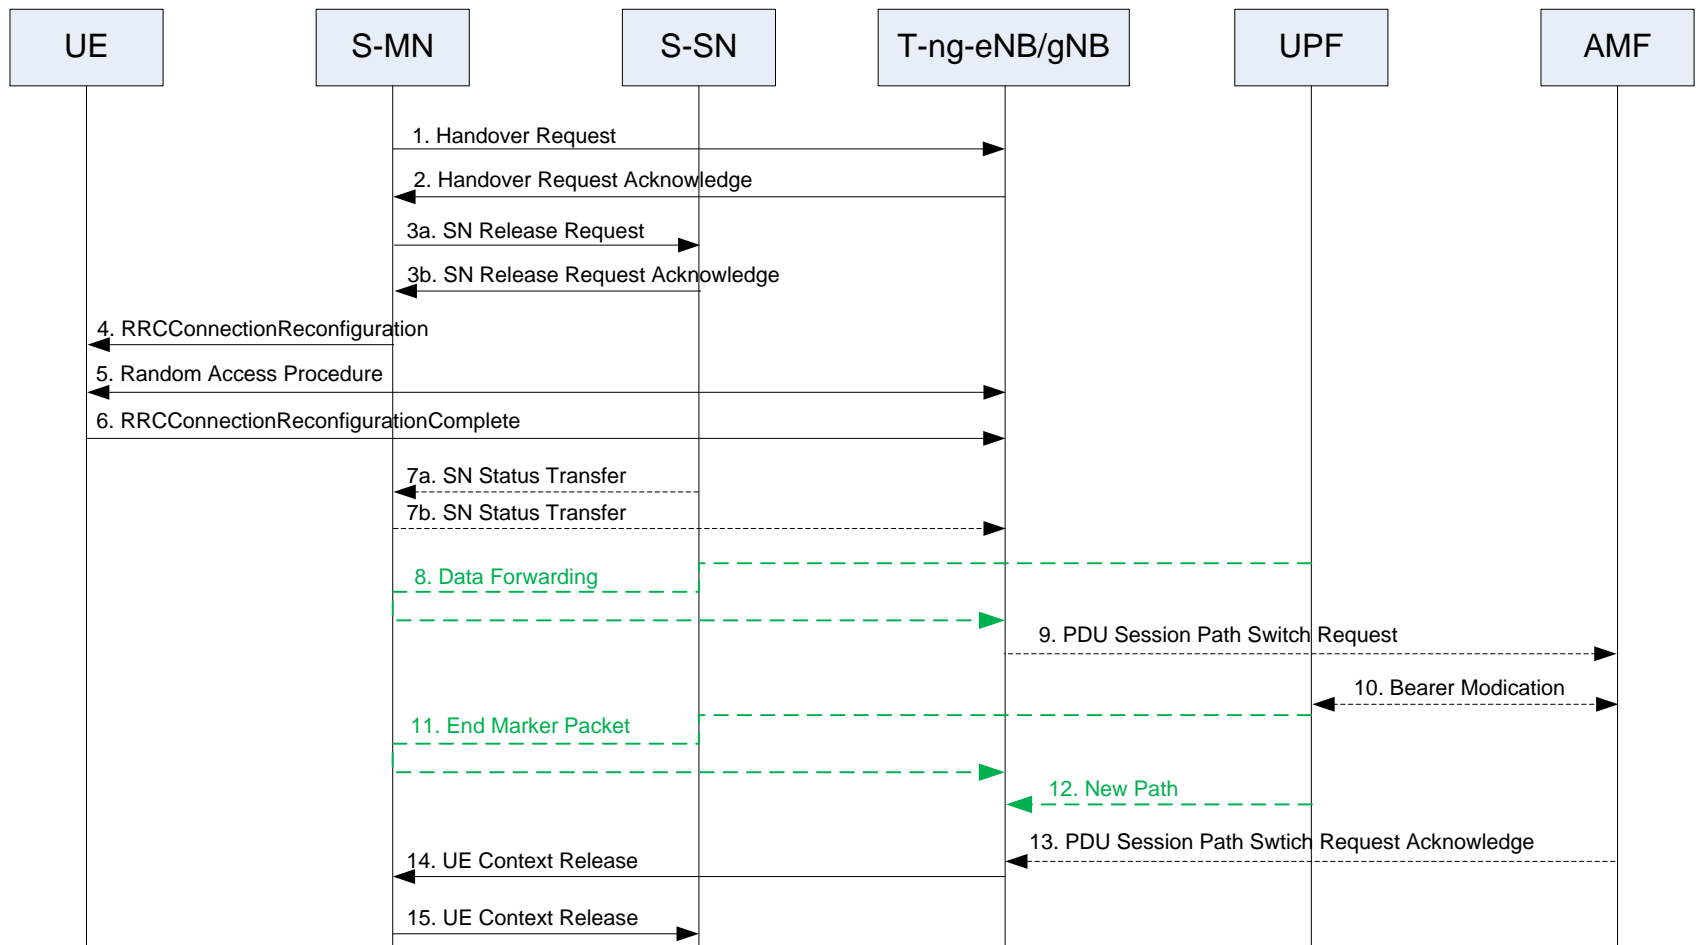 UE
S-MN
S-SN
T-ng-eNB/gNB
UPF
AMF
1. Handover Request
2. Handover Request Acknowledge
3a. SN Release Request
3b. SN Release Request Acknowledge
4. RRCConnectionReconfiguration
5. Random Access Procedure
6. RRCConnectionReconfigurationComplete
7a. SN Status Transfer
7b. SN Status Transfer
8. Data Forwarding
9. PDU Session Path Switch Request
10. Bearer Modication
11. End Marker Packet
12. New Path
13. PDU Session Path Swtich Request Acknowledge
14. UE Context Release
15. UE Context Release